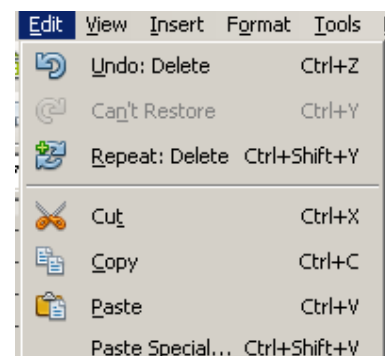 Edit View Insert Format Tools
Undo: Delete Ctrl+Z
Can't Restore Ctrl+Y
Repeat: Delete Ctrl+Shift+Y
Cut Ctrl+X
Copy Ctrl+C
Paste Ctrl+V
Paste Special... Ctrl+Shift+V